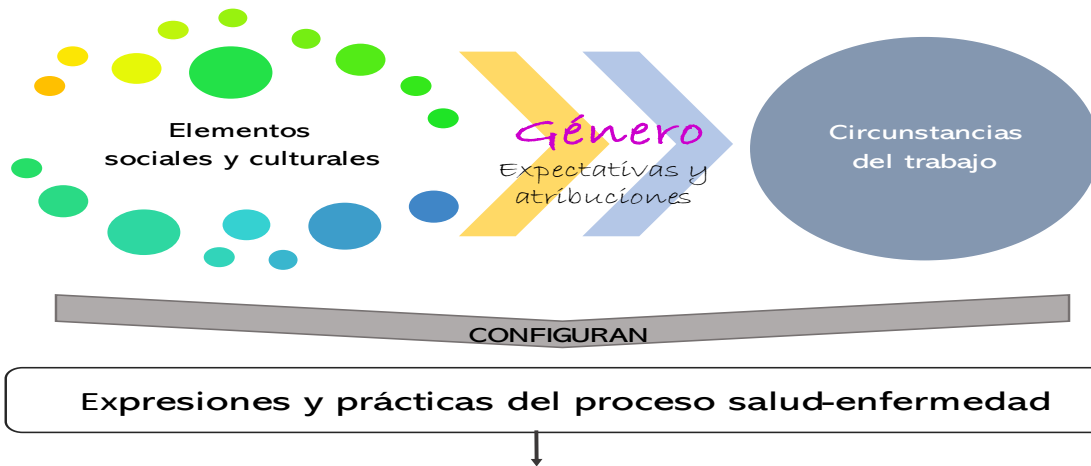 Elementos
sociales y culturales
Género
Expectativas y
atribuciones
Circunstancias
del trabajo
CONFIGURAN
Expresiones y prácticas del proceso salud-enfermedad